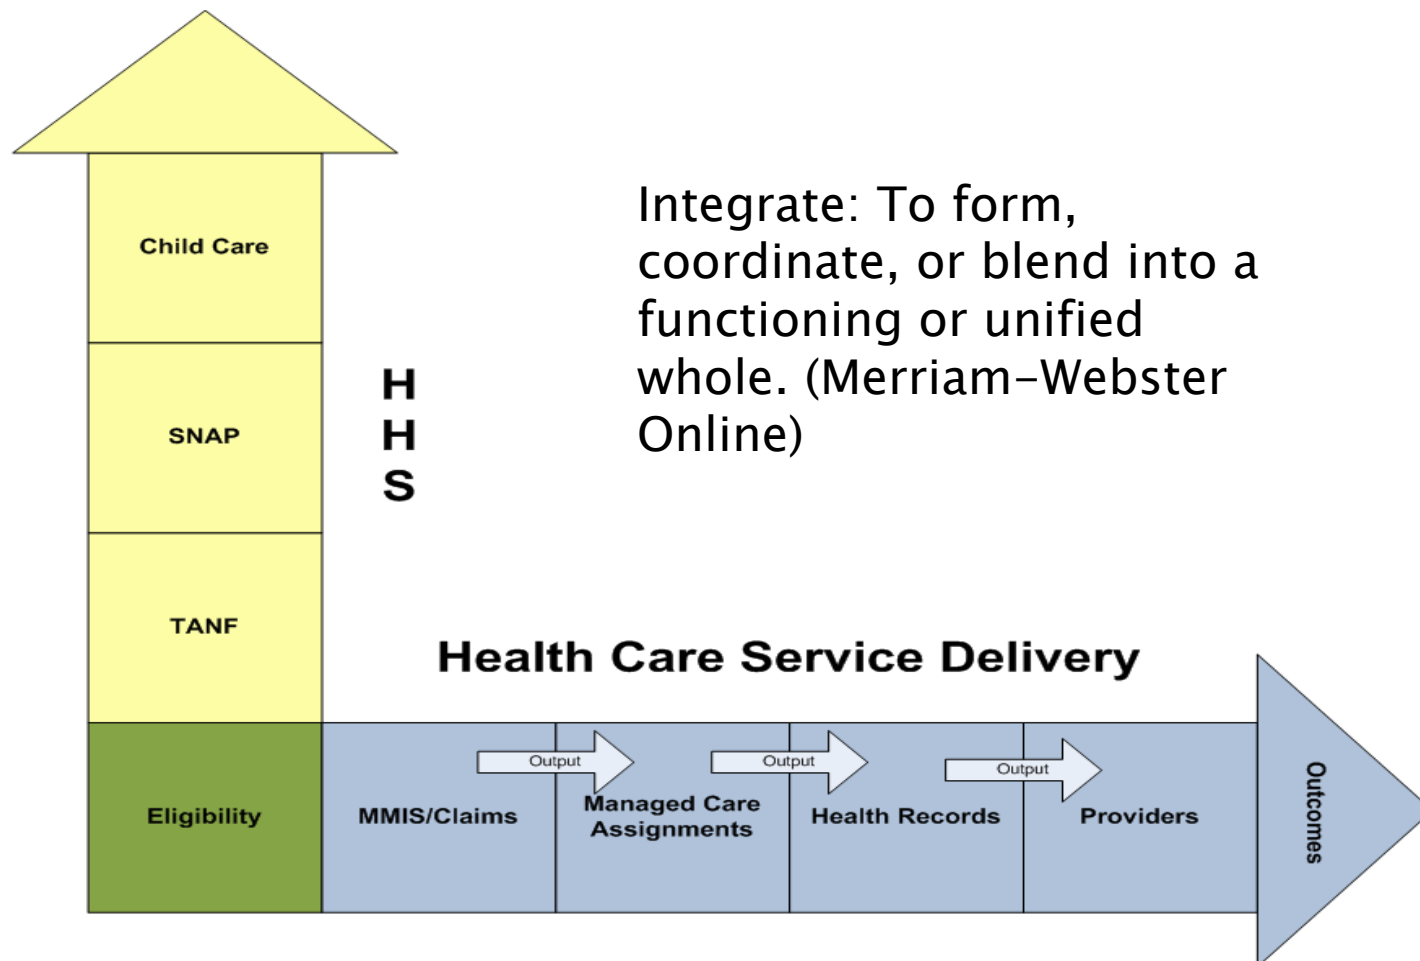 Integrate: To form,
coordinate, or blend into a
functioning or unified
whole. (Merriam-Webster
Online)
Child Care
SNAP
TANF
H
H
S
Health Care Service Delivery
Eligibility
MMIS/Claims
Output
Managed Care
Assignments
Output
Health Records
Output
Providers
Outcomes